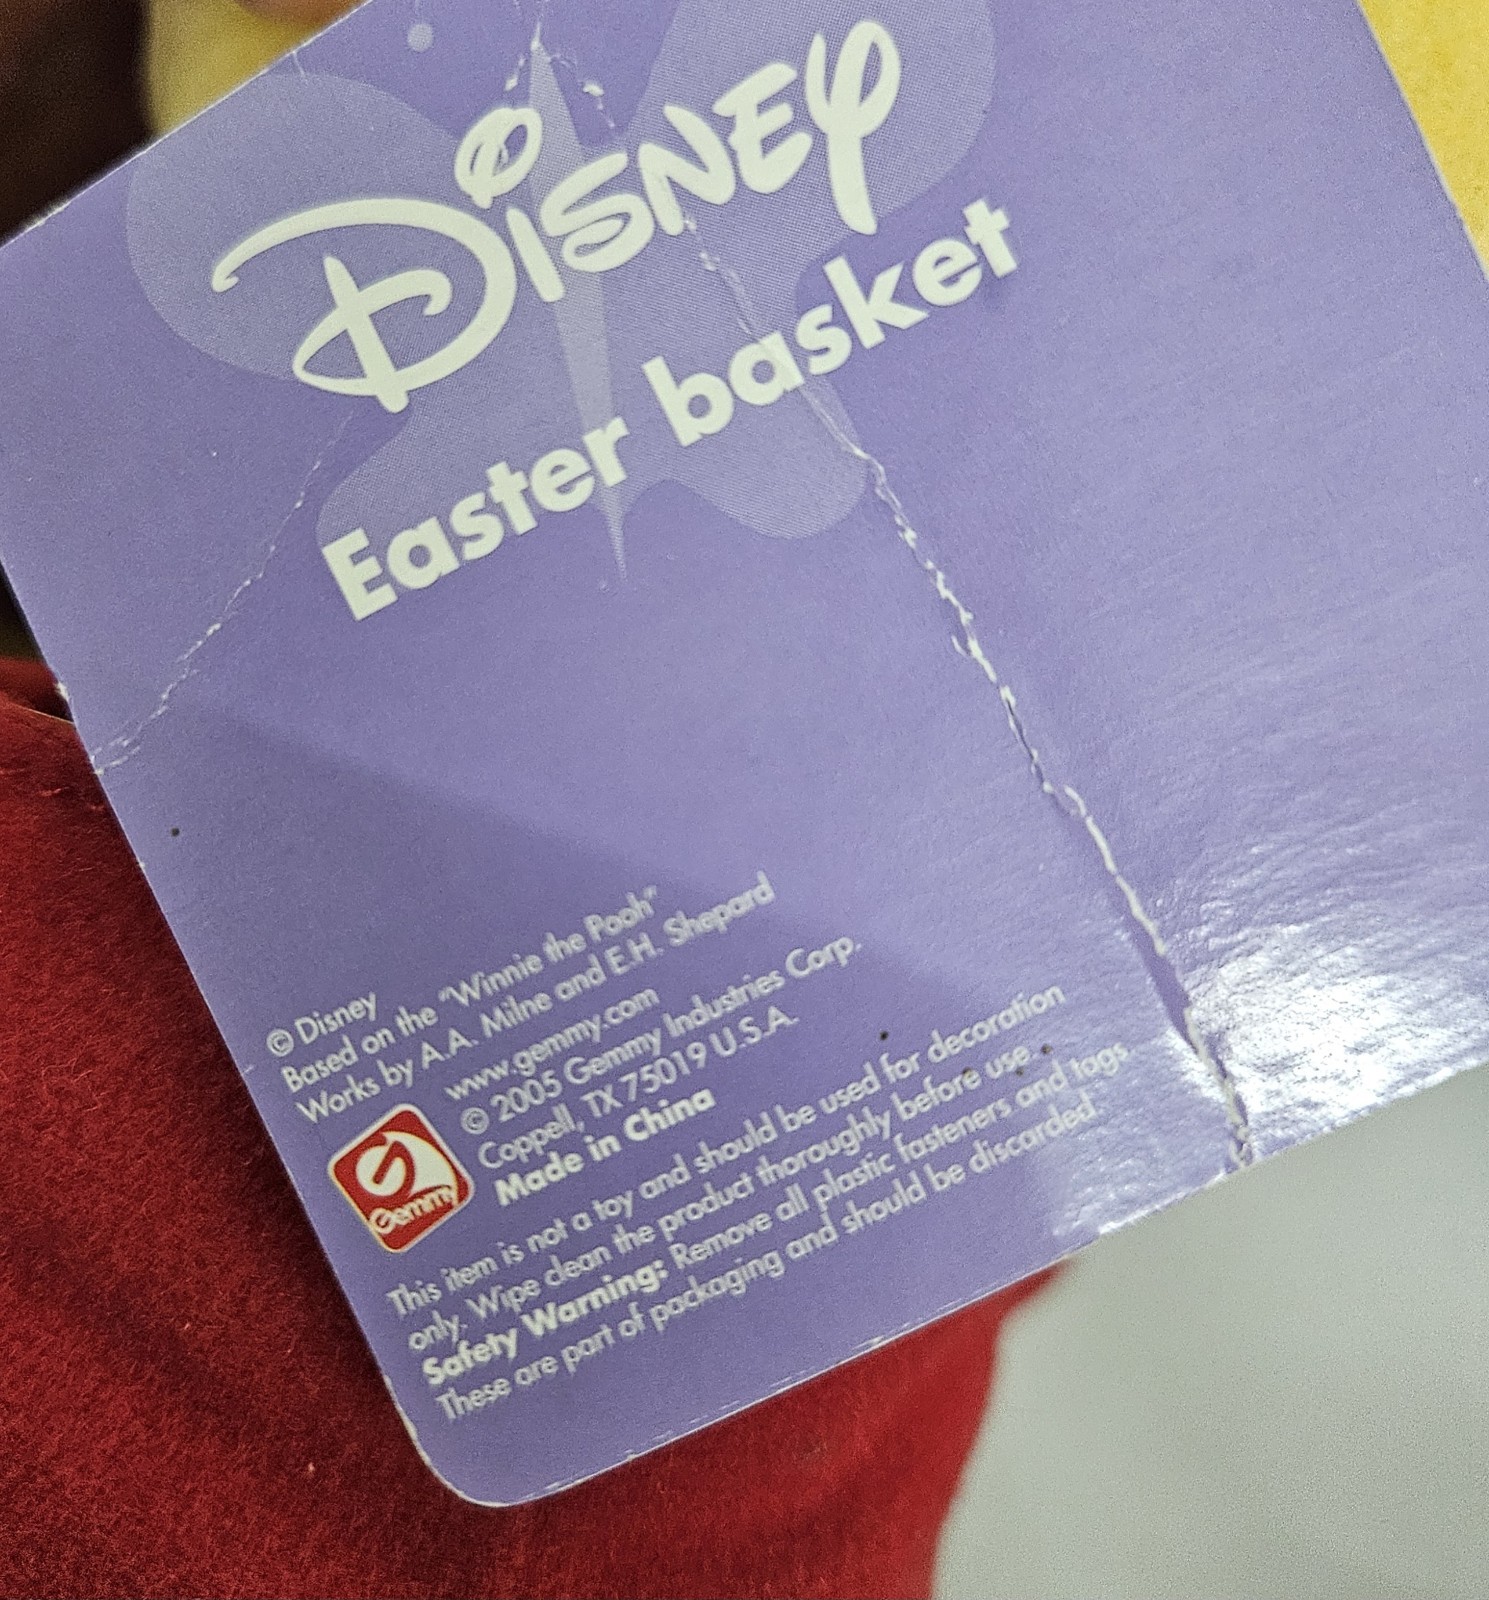 Disney
Easter basket
© Disney
Based on the "Winnie the Pooh"
Works by A.A. Milne and E.H. Shepard
www.gemmy.com
© 2005 Gemmy Industries Corp.
Coppell, TX 75019 U.S.A.
Made in China
Gemmy
This item is not a toy and should be used for decoration
only. Wipe clean the product thoroughly before use.
Safety Warning: Remove all plastic fasteners and tags.
These are part of packaging and should be discarded.